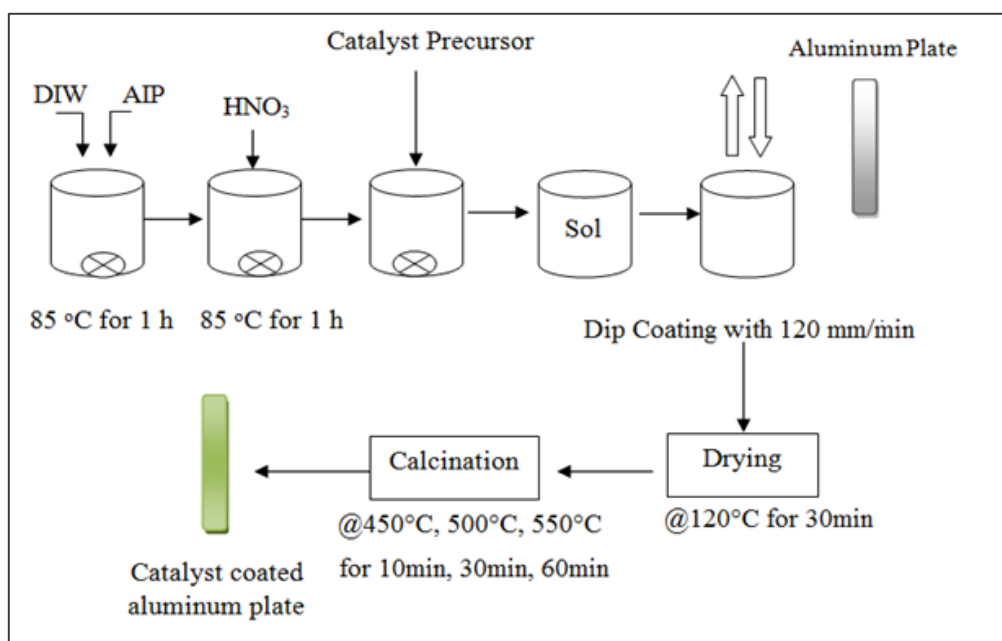 Catalyst Precursor
Aluminum Plate
DIW
AIP
HNO₃
Sol
85 °C for 1 h
85 °C for 1 h
Dip Coating with 120 mm/min
Drying
@120°C for 30min
Calcination
@450°C, 500°C, 550°C
for 10min, 30min, 60min
Catalyst coated
aluminum plate